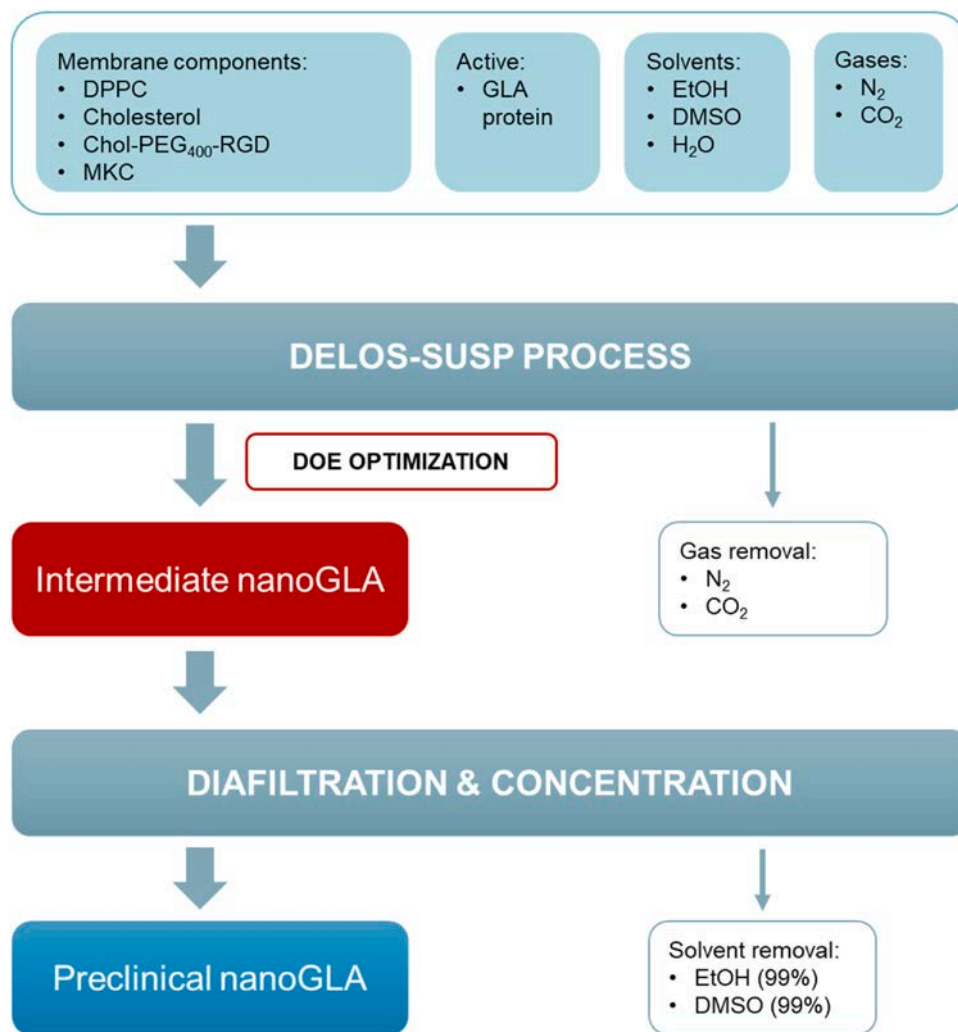 Membrane components:
• DPPC
• Cholesterol
• Chol-PEG₄₀₀-RGD
• MKC
Active:
• GLA
protein
Solvents:
• EtOH
• DMSO
• H₂O
Gases:
• N₂
• CO₂
DELOS-SUSP PROCESS
DOE OPTIMIZATION
Intermediate nanoGLA
Gas removal:
• N₂
• CO₂
DIAFILTRATION & CONCENTRATION
Preclinical nanoGLA
Solvent removal:
• EtOH (99%)
• DMSO (99%)